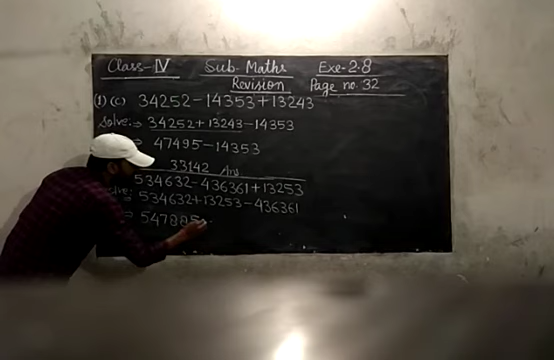 Class-IV Sub. Maths Exe-2.8
Revision Page no. 32
(1) (c) 34252-14353+13243
Solve:⇒ 34252+13243-14353
⇒ 47495-14353
33142 Ans
534632-436361+13253
534632+13253-436361
= 547885